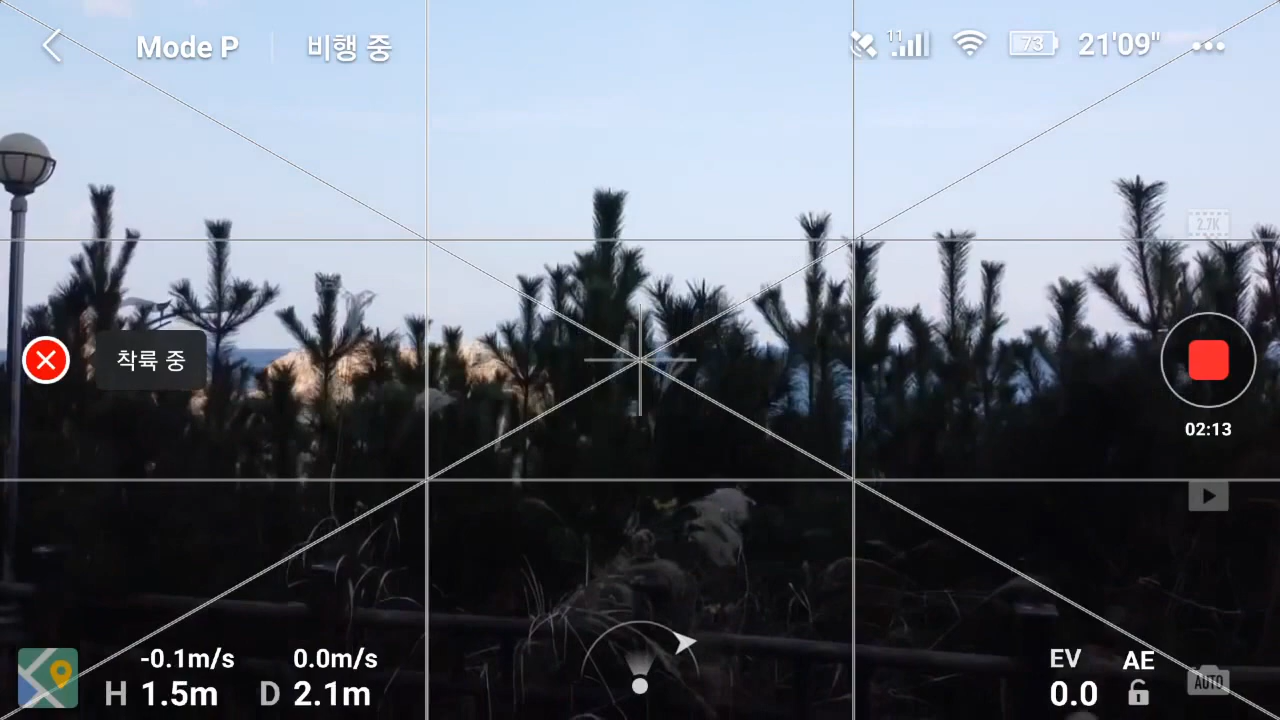 Mode P
비행 중
11
73
21'09"
2.7K
착륙 중
02:13
-0.1m/s
0.0m/s
H 1.5m
D 2.1m
EV
0.0
AE
AUTO